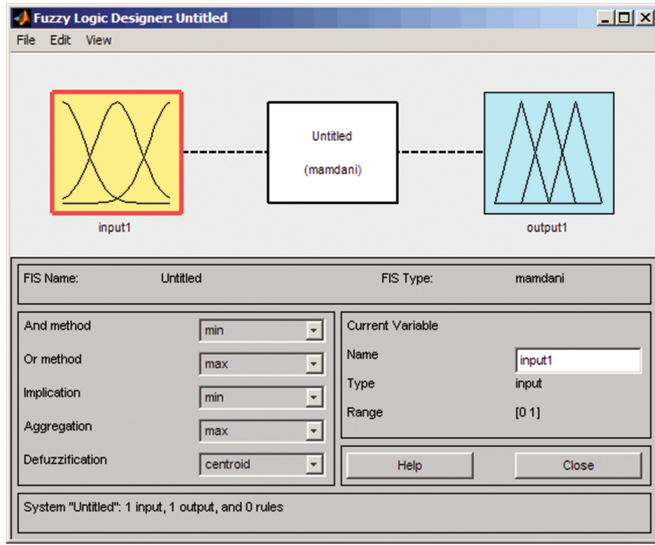 Fuzzy Logic Designer: Untitled
File Edit View
Untitled
(mamdani)
input1
output1
FIS Name: Untitled FIS Type: mamdani
And method min
Or method max
Implication min
Aggregation max
Defuzzification centroid
Current Variable
Name input1
Type input
Range [0 1]
Help Close
System "Untitled": 1 input, 1 output, and 0 rules